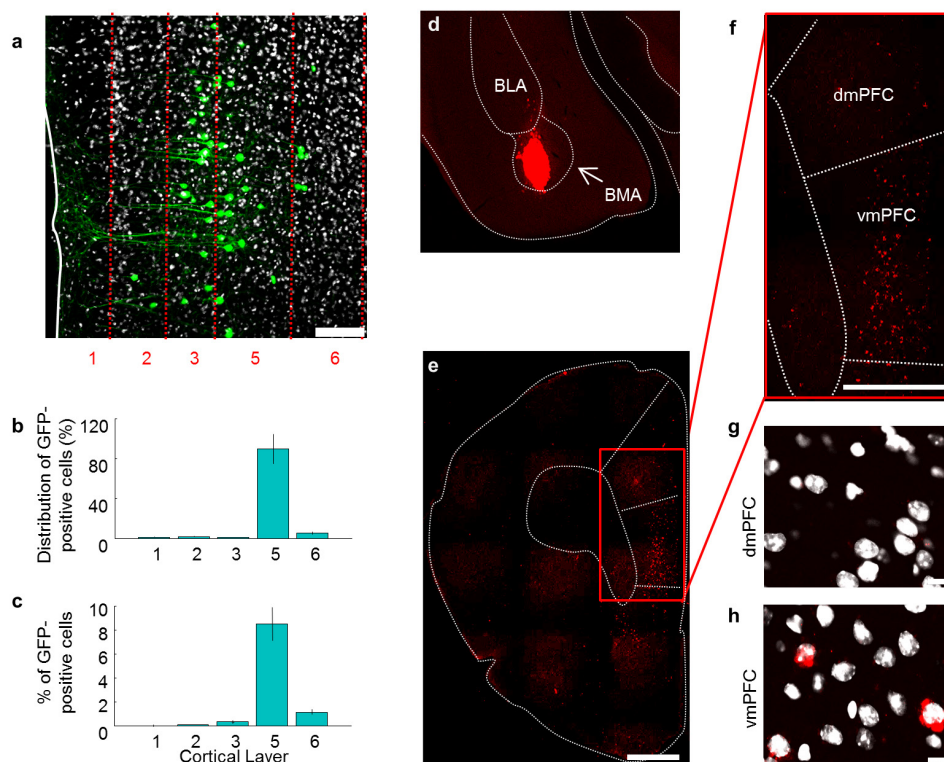 a
1 2 3 5 6
b
Distribution of GFP-
positive cells (%)
120
80
40
0
1 2 3 5 6
c
% of GFP-
positive cells
10
8
6
4
2
0
1 2 3 5 6
Cortical Layer
d
BLA
BMA
e
f
dmPFC
vmPFC
g
dmPFC
h
vmPFC